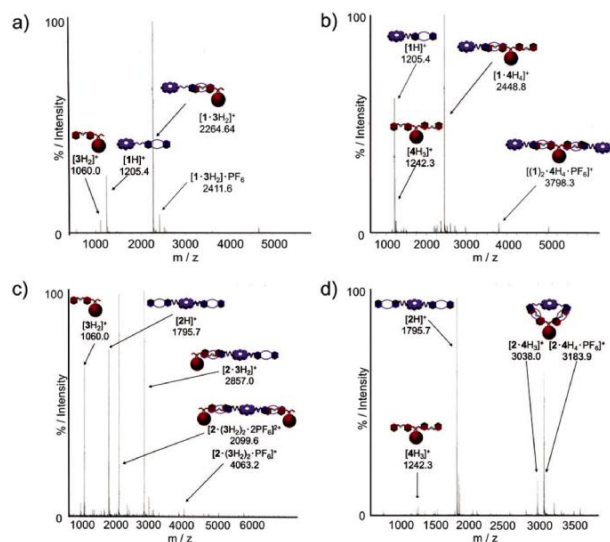 a)
100
% / Intensity
0
[3H₂]⁺
1060.0
[1H]⁺
1205.4
[1·3H₂]⁺
2264.64
[1·3H₂]·PF₆
2411.6
1000 2000 3000 4000 5000
m / z
b)
100
% / Intensity
0
[1H]⁺
1205.4
[1·4H₄]⁺
2448.8
[4H₃]⁺
1242.3
[(1)₂·4H₄·PF₆]⁺
3798.3
1000 2000 3000 4000 5000
m / z
c)
100
% / Intensity
0
[3H₂]⁺
1060.0
[2H]⁺
1795.7
[2·3H₂]⁺
2857.0
[2·(3H₂)₂·2PF₆]²⁺
2099.6
[2·(3H₂)₂·PF₆]⁺
4063.2
1000 2000 3000 4000 5000 6000
m / z
d)
100
% / Intensity
0
[2H]⁺
1795.7
[2·4H₃]⁺ [2·4H₄·PF₆]⁺
3038.0 3183.9
[4H₃]⁺
1242.3
1000 1500 2000 2500 3000 3500
m / z